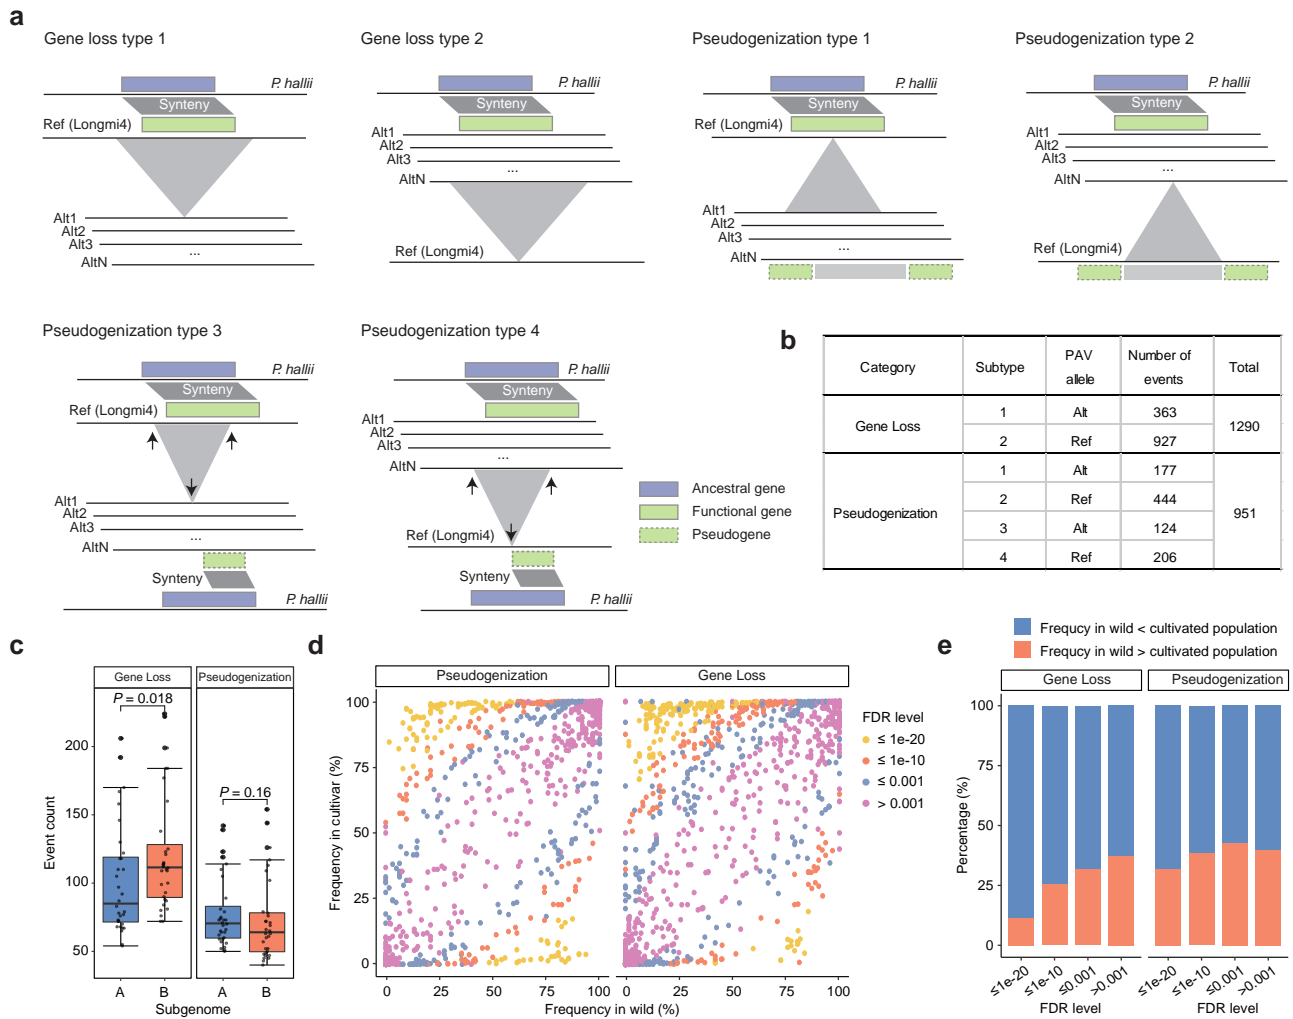 a
Gene loss type 1
P. hallii
Synteny
Ref (Longmi4)
Alt1
Alt2
Alt3
...
AltN
Gene loss type 2
P. hallii
Synteny
Alt1
Alt2
Alt3
...
AltN
Ref (Longmi4)
Pseudogenization type 1
P. hallii
Synteny
Ref (Longmi4)
Alt1
Alt2
Alt3
...
AltN
Pseudogenization type 2
P. hallii
Synteny
Alt1
Alt2
Alt3
...
AltN
Ref (Longmi4)
Pseudogenization type 3
P. hallii
Synteny
Ref (Longmi4)
Alt1
Alt2
Alt3
...
AltN
Synteny
P. hallii
Pseudogenization type 4
P. hallii
Synteny
Alt1
Alt2
Alt3
...
AltN
Ref (Longmi4)
Synteny
P. hallii
Ancestral gene
Functional gene
Pseudogene
b
Category Subtype PAV allele Number of events Total
Gene Loss 1 Alt 363 1290
2 Ref 927
Pseudogenization 1 Alt 177 951
2 Ref 444
3 Alt 124
4 Ref 206
c
Gene Loss Pseudogenization
P = 0.018
P = 0.16
Event count
200
150
100
50
A B A B
Subgenome
d
Pseudogenization Gene Loss
Frequency in cultivar (%)
100
75
50
25
0
0 25 50 75 100 0 25 50 75 100
Frequency in wild (%)
FDR level
≤ 1e-20
≤ 1e-10
≤ 0.001
> 0.001
e
Frequcy in wild < cultivated population
Frequcy in wild > cultivated population
Gene Loss Pseudogenization
Percentage (%)
100
75
50
25
0
≤1e-20 ≤1e-10 ≤0.001 >0.001 ≤1e-20 ≤1e-10 ≤0.001 >0.001
FDR level FDR level